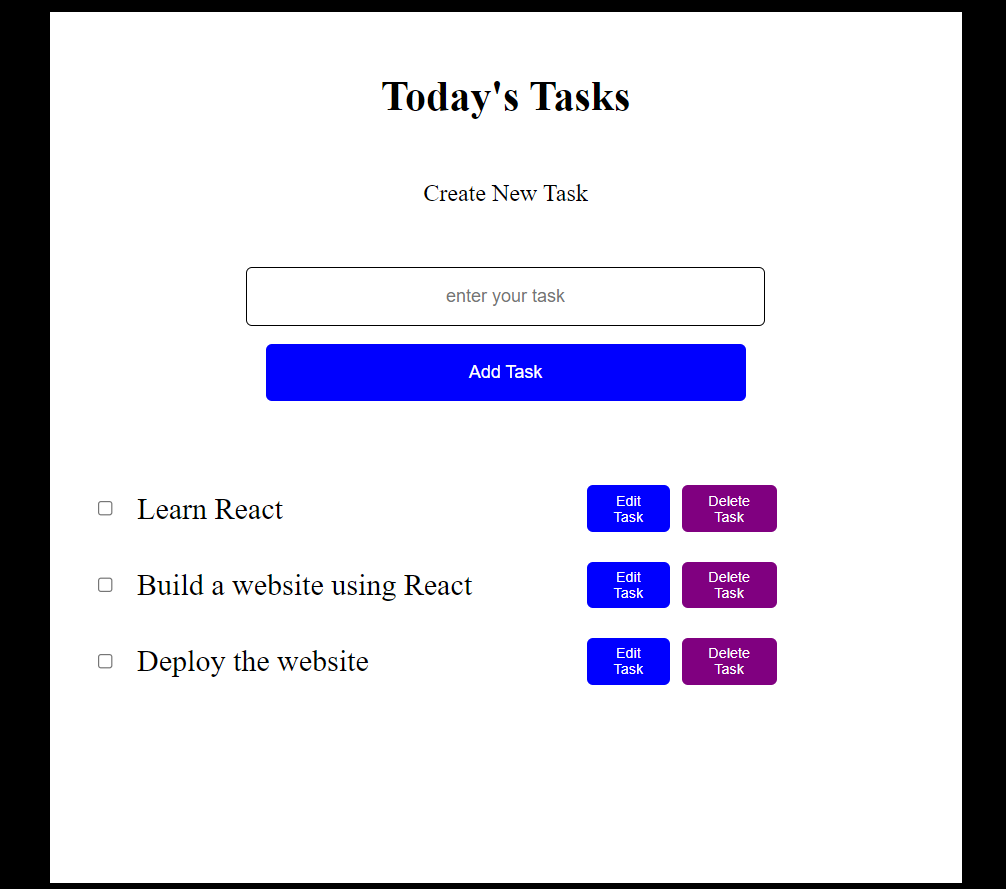 Today's Tasks
Create New Task
enter your task
Add Task
Learn React
Edit
Task
Delete
Task
Build a website using React
Edit
Task
Delete
Task
Deploy the website
Edit
Task
Delete
Task